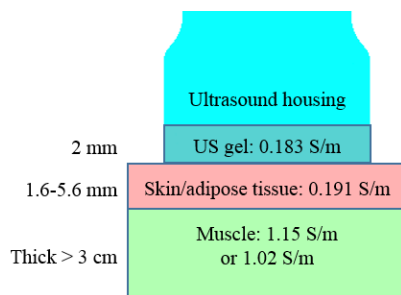 Ultrasound housing
2 mm
US gel: 0.183 S/m
1.6-5.6 mm
Skin/adipose tissue: 0.191 S/m
Thick > 3 cm
Muscle: 1.15 S/m
or 1.02 S/m